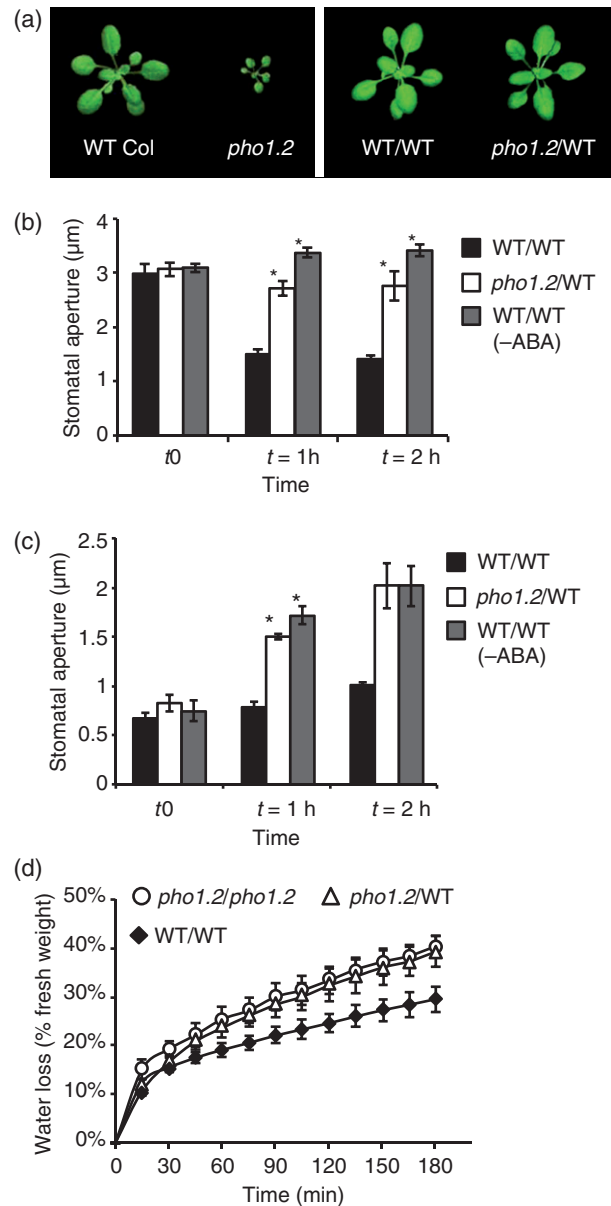 (a)
WT Col pho1.2 WT/WT pho1.2/WT
(b)
Stomatal aperture (µm)
4
3
2
1
0
* * * *
t0 t = 1h t = 2 h
Time
WT/WT
pho1.2/WT
WT/WT
(–ABA)
(c)
Stomatal aperture (µm)
2.5
2
1.5
1
0.5
0
* *
t0 t = 1 h t = 2 h
Time
WT/WT
pho1.2/WT
WT/WT
(–ABA)
(d)
Water loss (% fresh weight)
50%
40%
30%
20%
10%
0%
pho1.2/pho1.2 pho1.2/WT
WT/WT
0 30 60 90 120 150 180
Time (min)